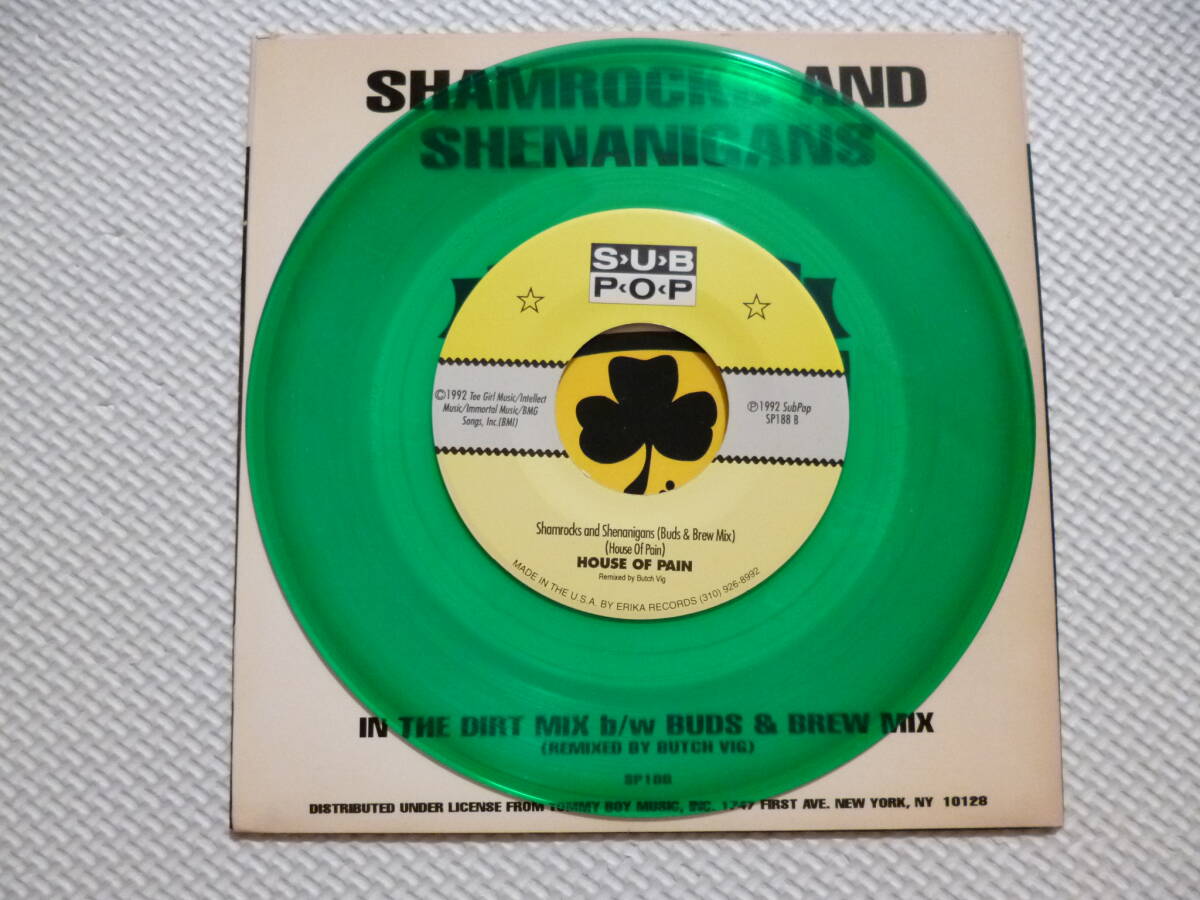 SHAMROCKS AND
SHENANIGANS
S›U›B
P‹O‹P
©1992 Tee Girl Music/Intellect
Music/Immortal Music/BMG
Songs, Inc.(BMI)
℗1992 SubPop
SP188 B
Shamrocks and Shenanigans (Buds & Brew Mix)
(House Of Pain)
HOUSE OF PAIN
Remixed by Butch Vig
MADE IN THE U.S.A. BY ERIKA RECORDS (310) 926-8992
IN THE DIRT MIX b/w BUDS & BREW MIX
(REMIXED BY BUTCH VIG)
SP188
DISTRIBUTED UNDER LICENSE FROM TOMMY BOY MUSIC, INC. 1747 FIRST AVE. NEW YORK, NY 10128